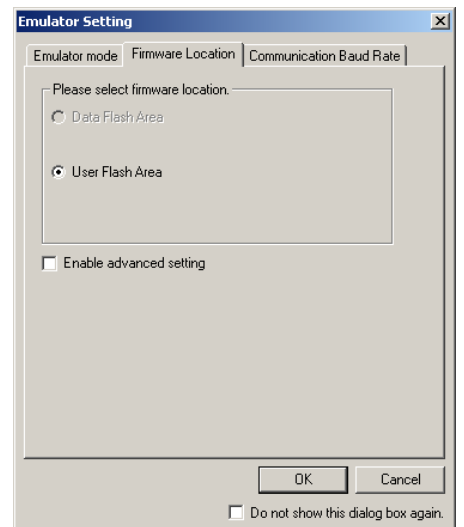 Emulator Setting
Emulator mode Firmware Location Communication Baud Rate
Please select firmware location.
Data Flash Area
User Flash Area
Enable advanced setting
OK Cancel
Do not show this dialog box again.